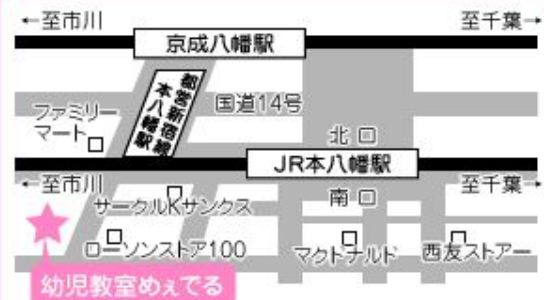 ←至市川
至千葉→
京成八幡駅
都営新宿線
本八幡駅
国道14号
ファミリー
マート
北口
JR本八幡駅
←至市川
至千葉→
サークルKサンクス
南口
ローソンストア100
マクドナルド
西友ストアー
幼児教室めぇてる